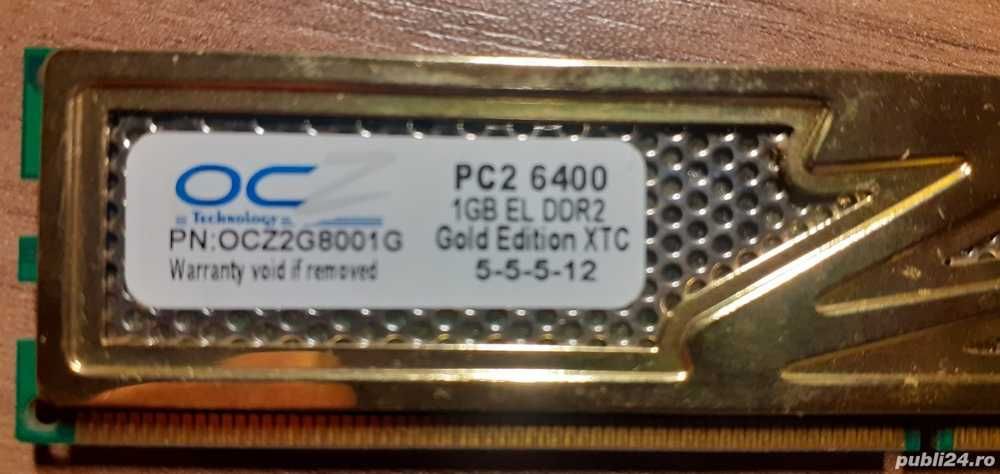 OCZ
Technology
PN:OCZ2G8001G
Warranty void if removed
PC2 6400
1GB EL DDR2
Gold Edition XTC
5-5-5-12
publi24.ro